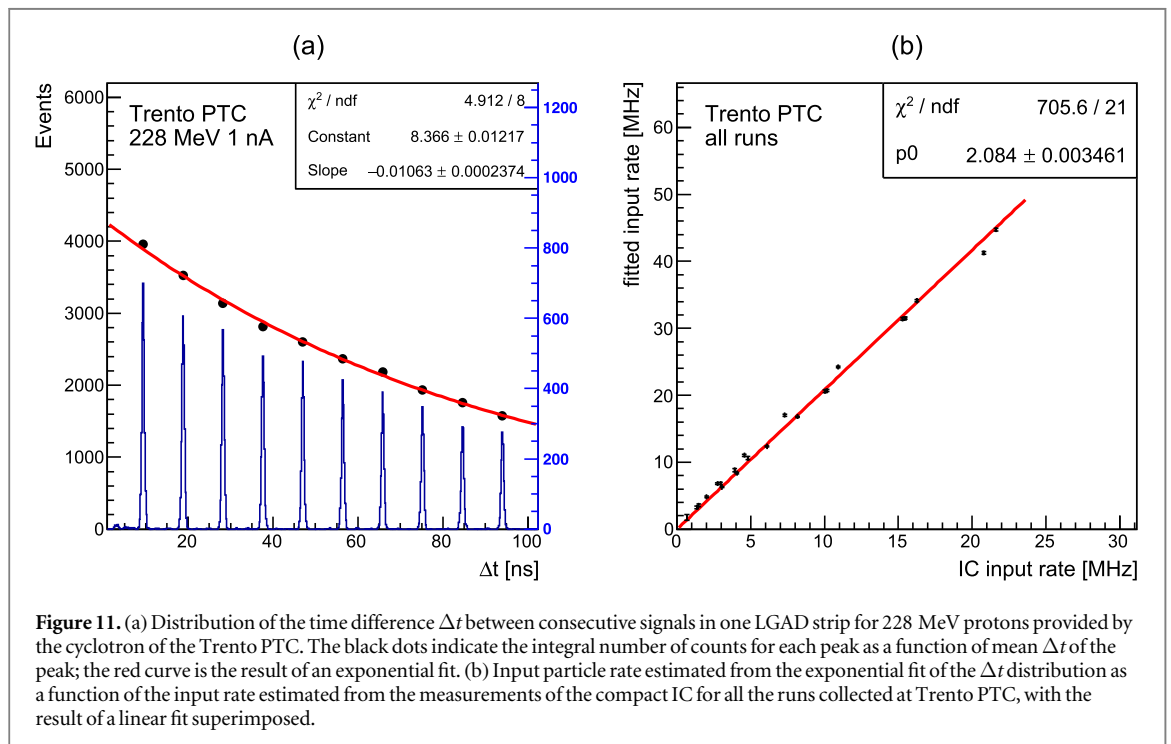 (a)
Events
6000
5000
4000
3000
2000
1000
0
Trento PTC
228 MeV 1 nA
χ² / ndf 4.912 / 8
Constant 8.366 ± 0.01217
Slope −0.01063 ± 0.0002374
1200
1000
800
600
400
200
0
20 40 60 80 100
Δt [ns]
(b)
fitted input rate [MHz]
60
50
40
30
20
10
0
Trento PTC
all runs
χ² / ndf 705.6 / 21
p0 2.084 ± 0.003461
0 5 10 15 20 25 30
IC input rate [MHz]
Figure 11. (a) Distribution of the time difference Δt between consecutive signals in one LGAD strip for 228 MeV protons provided by
the cyclotron of the Trento PTC. The black dots indicate the integral number of counts for each peak as a function of mean Δt of the
peak; the red curve is the result of an exponential fit. (b) Input particle rate estimated from the exponential fit of the Δt distribution as
a function of the input rate estimated from the measurements of the compact IC for all the runs collected at Trento PTC, with the
result of a linear fit superimposed.